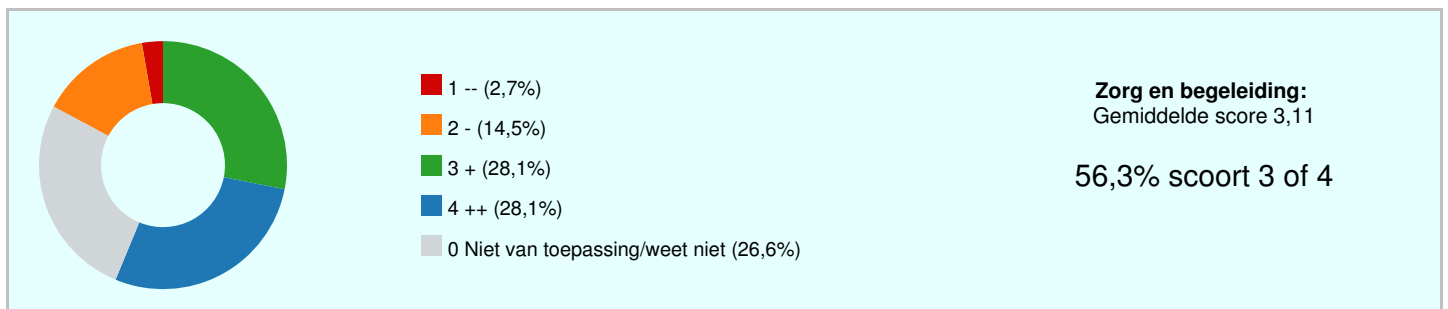 1 -- (2,7%)
2 - (14,5%)
3 + (28,1%)
4 ++ (28,1%)
0 Niet van toepassing/weet niet (26,6%)
Zorg en begeleiding:
Gemiddelde score 3,11
56,3% scoort 3 of 4